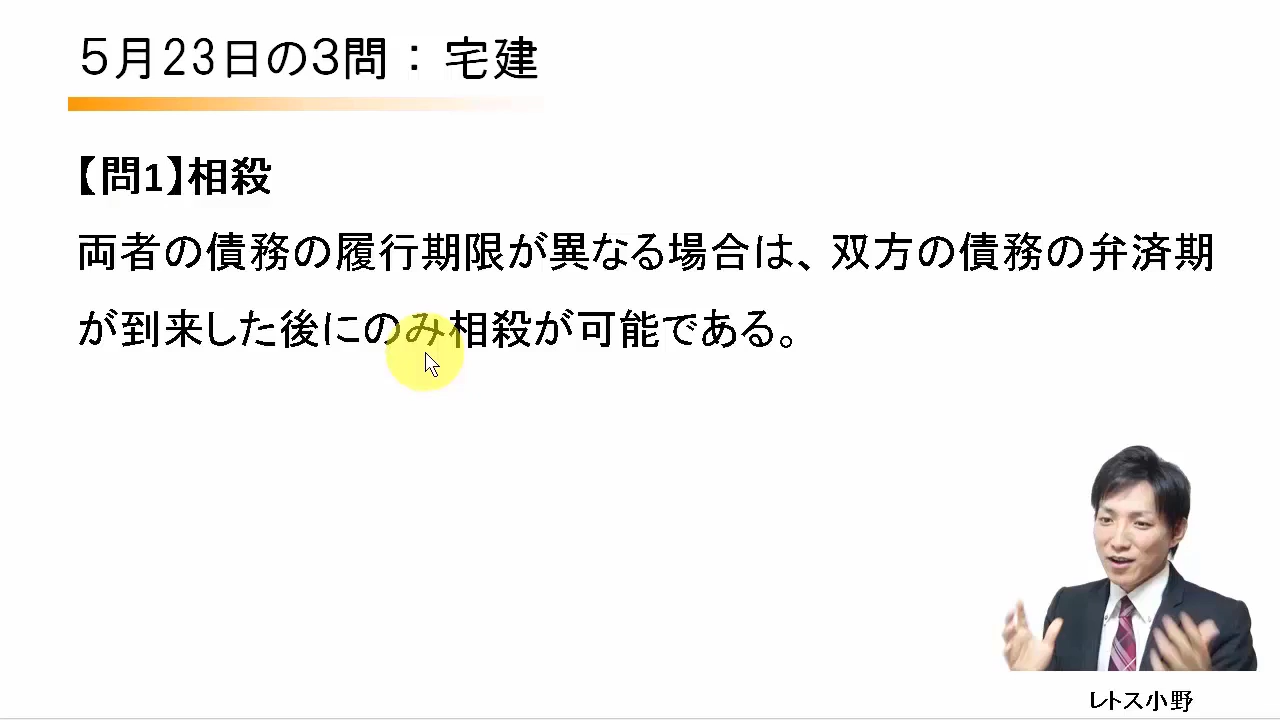 ５月23日の３問：宅建
【問1】相殺
両者の債務の履行期限が異なる場合は、双方の債務の弁済期
が到来した後にのみ相殺が可能である。
レトス小野